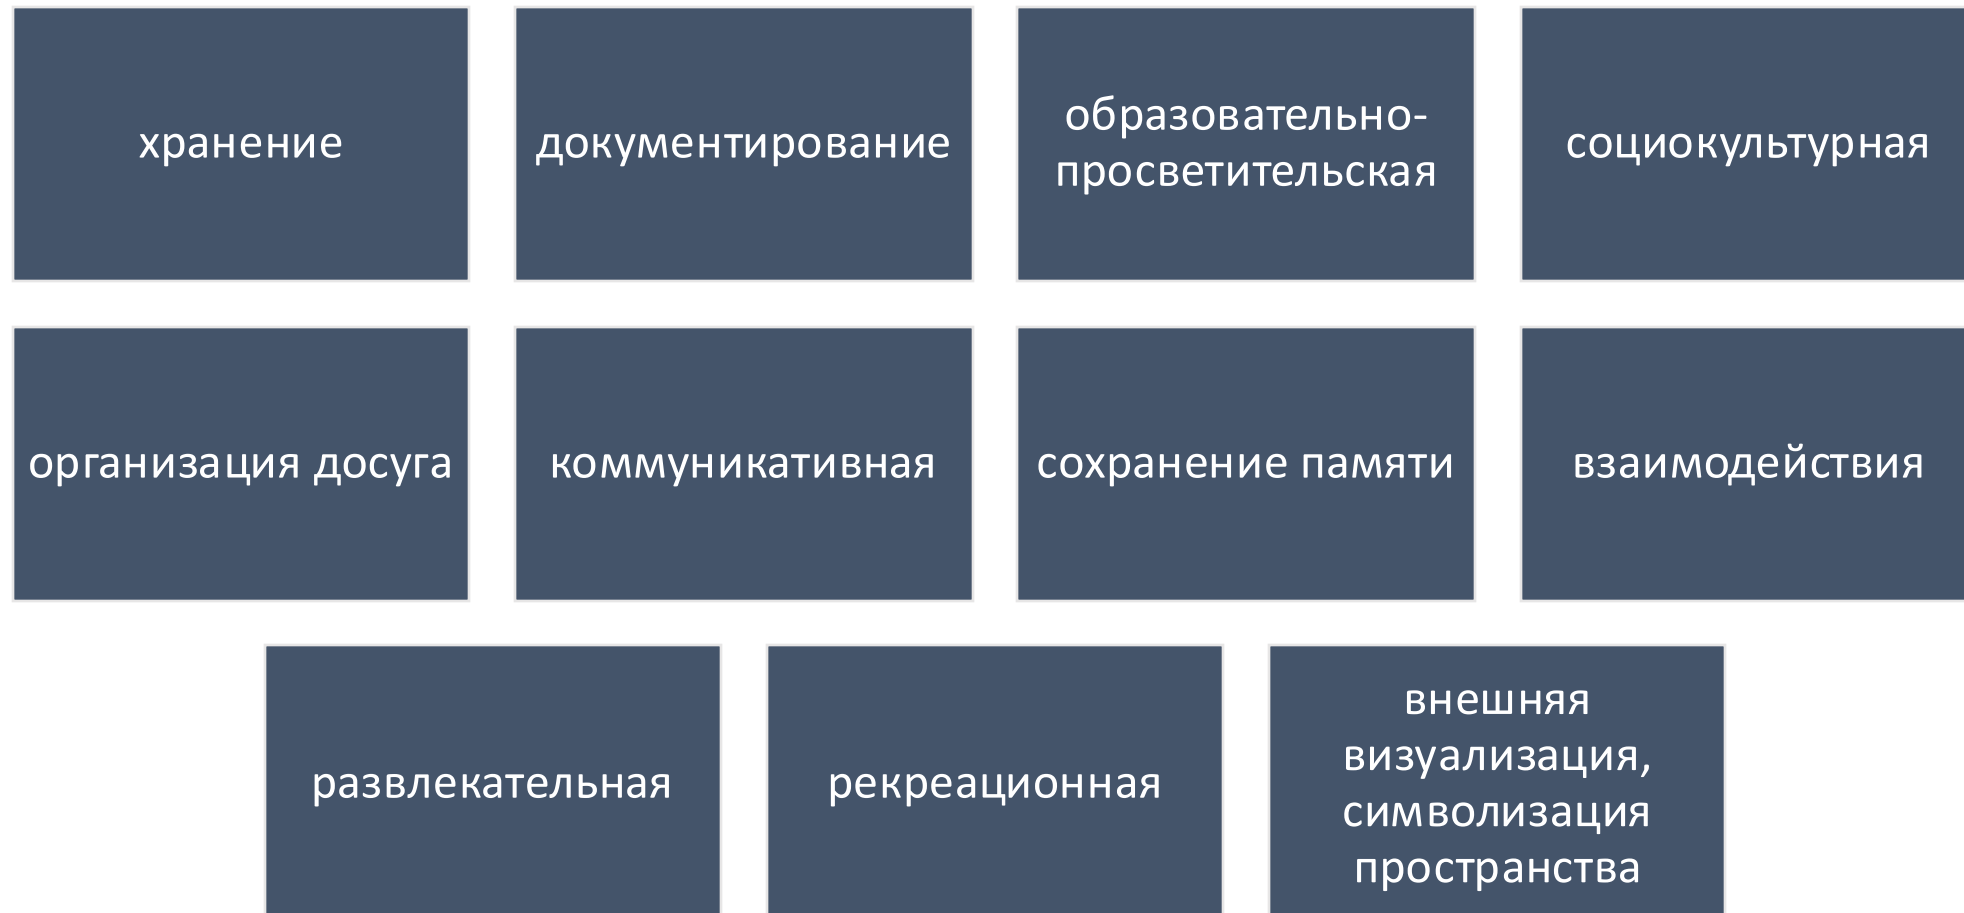 хранение
документирование
образовательно-
просветительская
социокультурная
организация досуга
коммуникативная
сохранение памяти
взаимодействия
развлекательная
рекреационная
внешняя
визуализация,
символизация
пространства